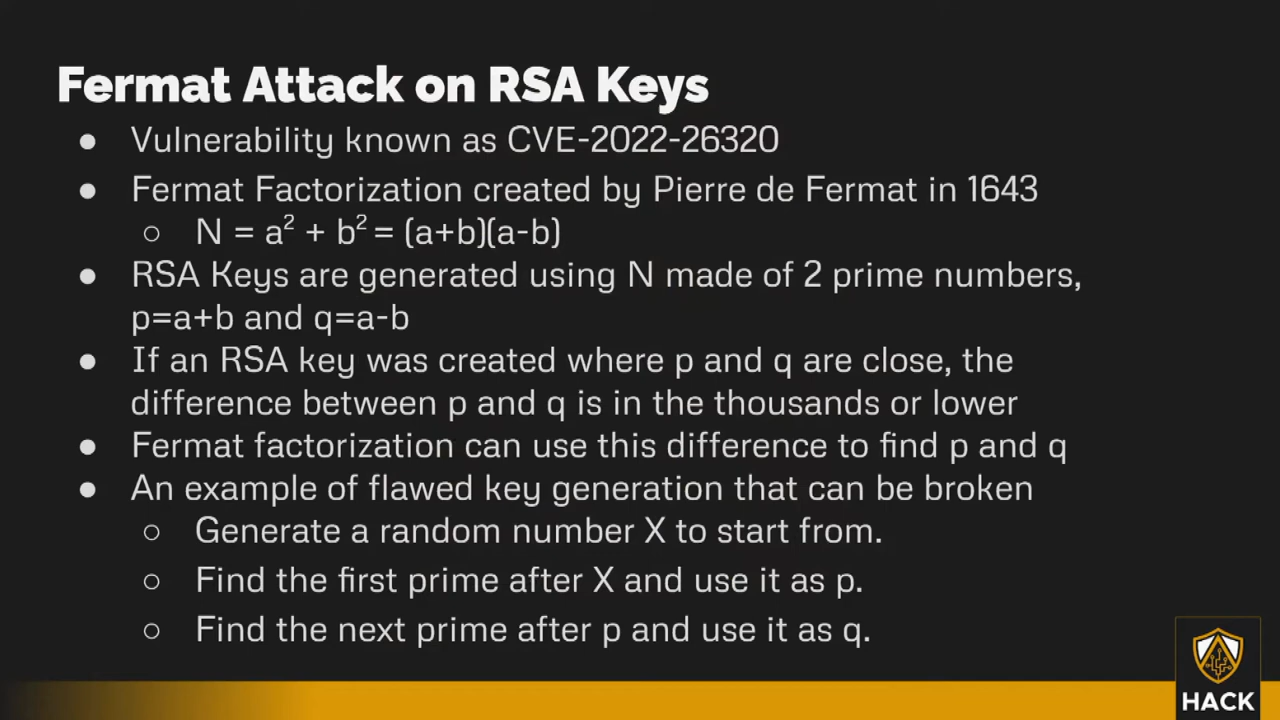 Fermat Attack on RSA Keys
● Vulnerability known as CVE-2022-26320
● Fermat Factorization created by Pierre de Fermat in 1643
○ N = a² + b² = (a+b)(a-b)
● RSA Keys are generated using N made of 2 prime numbers,
p=a+b and q=a-b
● If an RSA key was created where p and q are close, the
difference between p and q is in the thousands or lower
● Fermat factorization can use this difference to find p and q
● An example of flawed key generation that can be broken
○ Generate a random number X to start from.
○ Find the first prime after X and use it as p.
○ Find the next prime after p and use it as q.
HACK